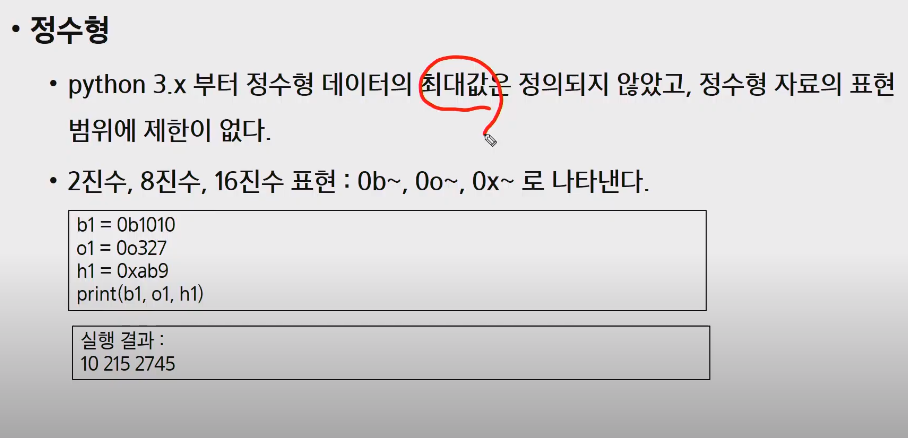 • 정수형
• python 3.x 부터 정수형 데이터의 최대값은 정의되지 않았고, 정수형 자료의 표현
범위에 제한이 없다.
• 2진수, 8진수, 16진수 표현 : 0b~, 0o~, 0x~ 로 나타낸다.
b1 = 0b1010
o1 = 0o327
h1 = 0xab9
print(b1, o1, h1)
실행 결과 :
10 215 2745